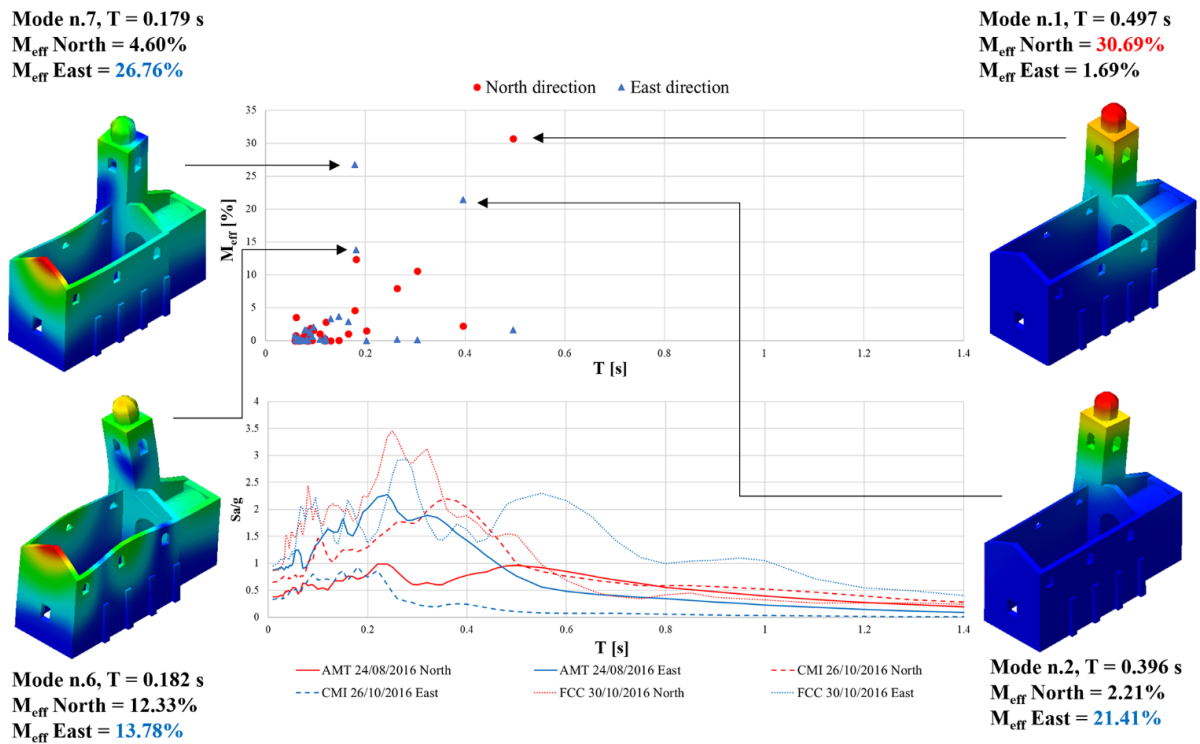 Mode n.7, T = 0.179 s
Meff North = 4.60%
Meff East = 26.76%
Mode n.1, T = 0.497 s
Meff North = 30.69%
Meff East = 1.69%
North direction
East direction
Meff [%]
35
30
25
20
15
10
5
0
0 0.2 0.4 0.6 0.8 1 1.2 1.4
T [s]
Sa/g
4
3.5
3
2.5
2
1.5
1
0.5
0
0 0.2 0.4 0.6 0.8 1 1.2 1.4
T [s]
AMT 24/08/2016 North AMT 24/08/2016 East CMI 26/10/2016 North
CMI 26/10/2016 East FCC 30/10/2016 North FCC 30/10/2016 East
Mode n.6, T = 0.182 s
Meff North = 12.33%
Meff East = 13.78%
Mode n.2, T = 0.396 s
Meff North = 2.21%
Meff East = 21.41%